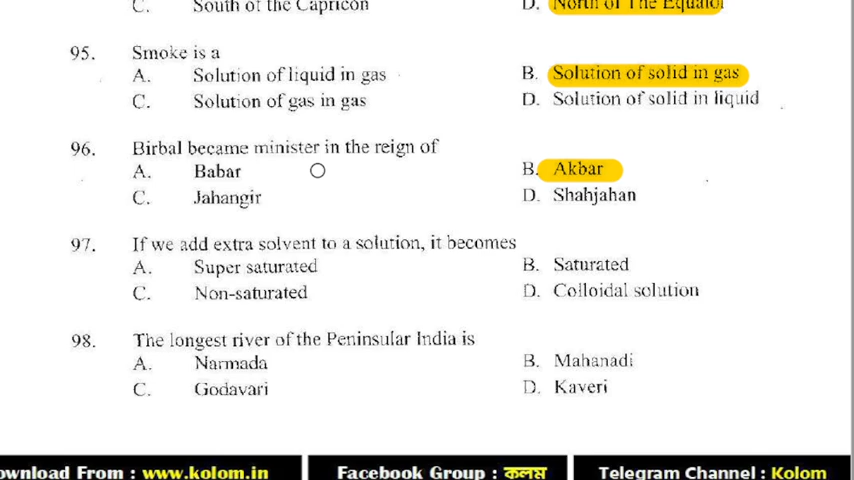 C. South of the Capricon D. North of The Equator
95. Smoke is a
A. Solution of liquid in gas B. Solution of solid in gas
C. Solution of gas in gas D. Solution of solid in liquid
96. Birbal became minister in the reign of
A. Babar B. Akbar
C. Jahangir D. Shahjahan
97. If we add extra solvent to a solution, it becomes
A. Super saturated B. Saturated
C. Non-saturated D. Colloidal solution
98. The longest river of the Peninsular India is
A. Narmada B. Mahanadi
C. Godavari D. Kaveri
ownload From : www.kolom.in Facebook Group : কলম Telegram Channel : Kolom